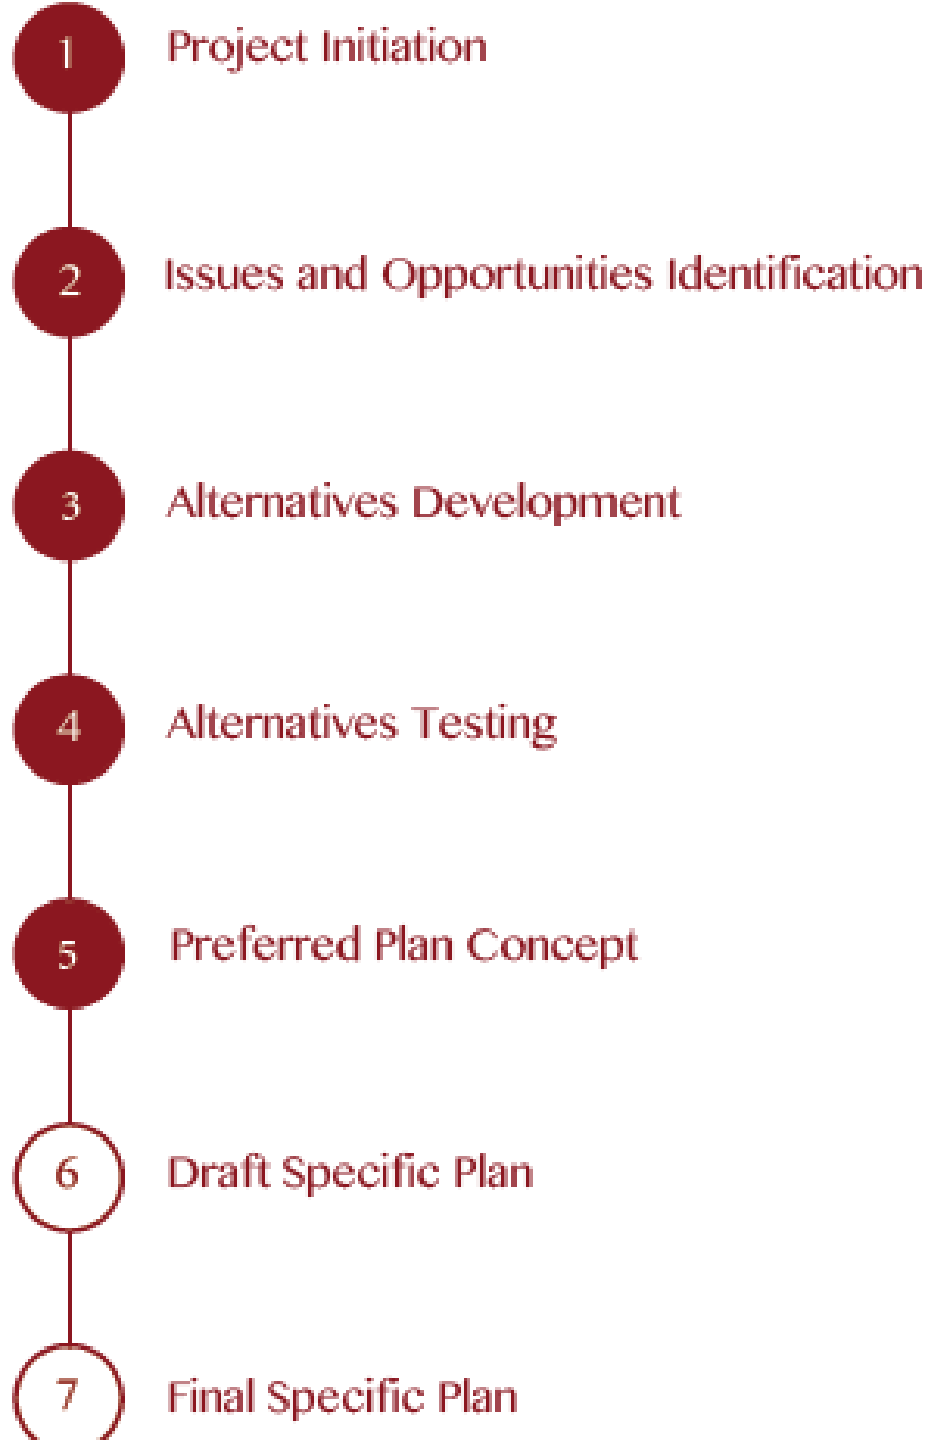 1 Project Initiation
2 Issues and Opportunities Identification
3 Alternatives Development
4 Alternatives Testing
5 Preferred Plan Concept
6 Draft Specific Plan
7 Final Specific Plan